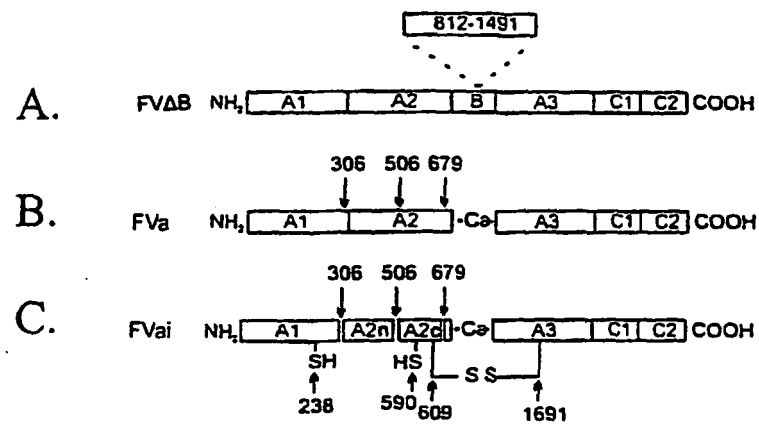 812-1491
A. FVΔB NH₂ A1 A2 B A3 C1 C2 COOH
306 506 679
B. FVa NH₂ A1 A2 ·Ca· A3 C1 C2 COOH
306 506 679
C. FVai NH₂ A1 A2n A2c ·Ca· A3 C1 C2 COOH
SH HS S S
238 590 609 1691